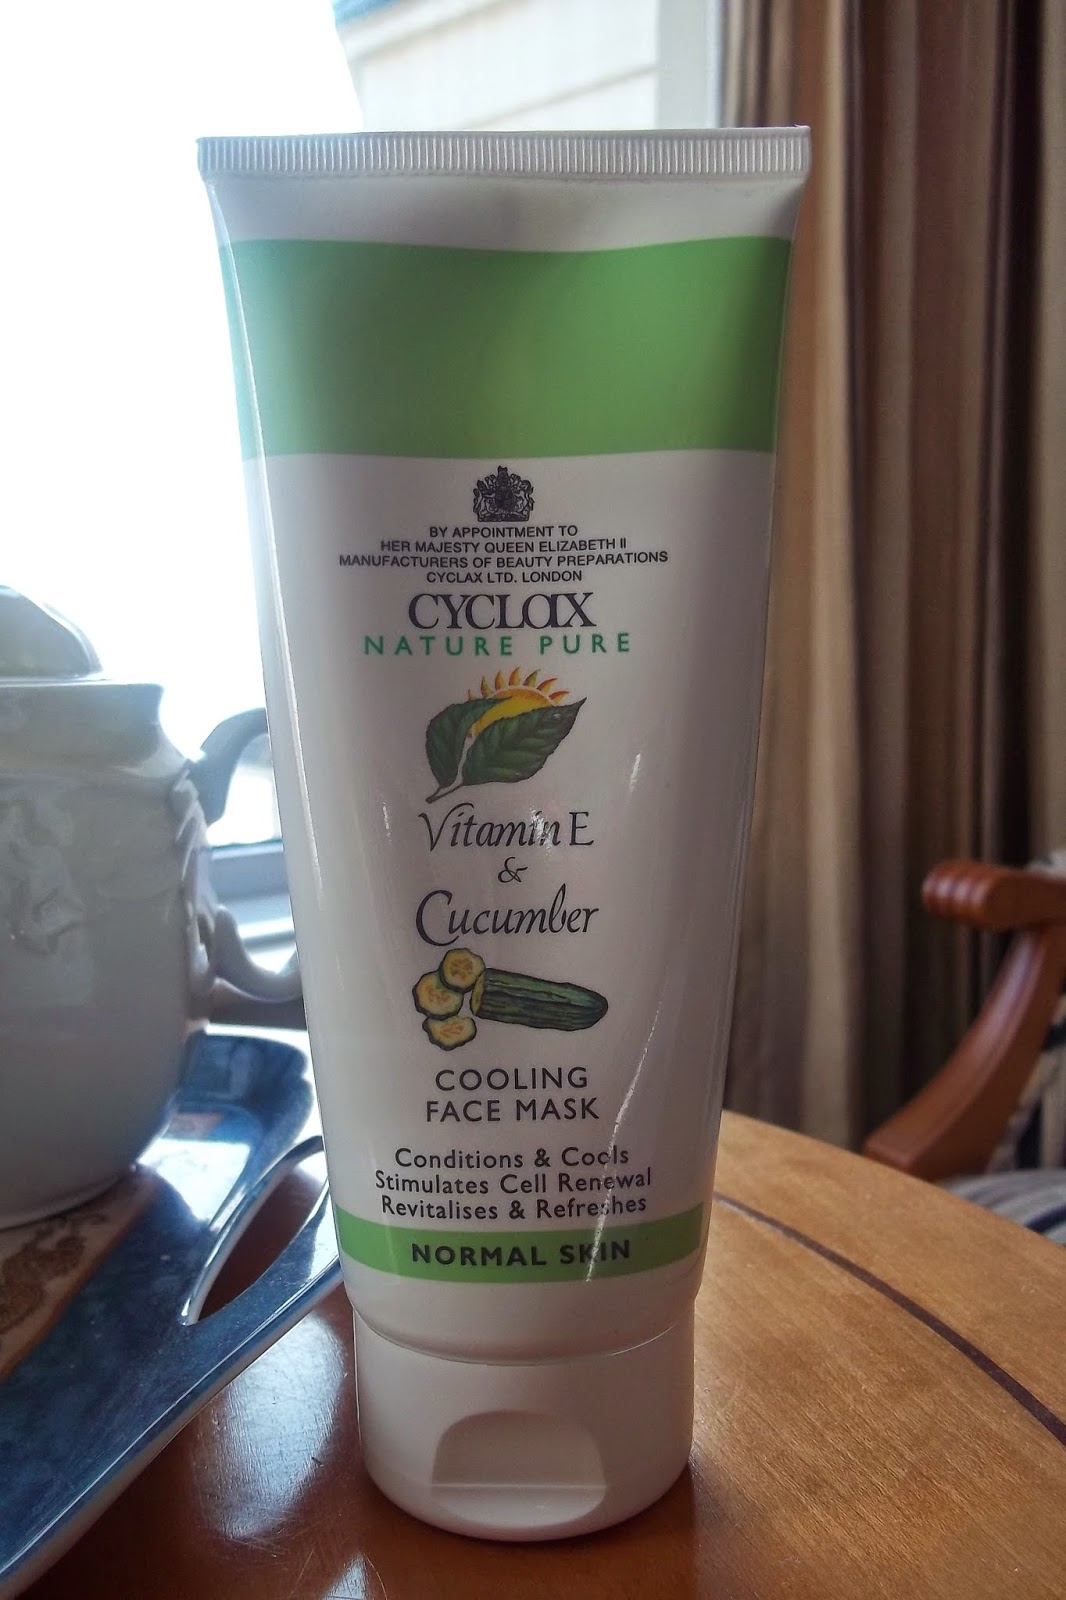 BY APPOINTMENT TO
HER MAJESTY QUEEN ELIZABETH II
MANUFACTURERS OF BEAUTY PREPARATIONS
CYCLAX LTD. LONDON
CYCLAX
NATURE PURE
Vitamin E
&
Cucumber
COOLING
FACE MASK
Conditions & Cools
Stimulates Cell Renewal
Revitalises & Refreshes
NORMAL SKIN